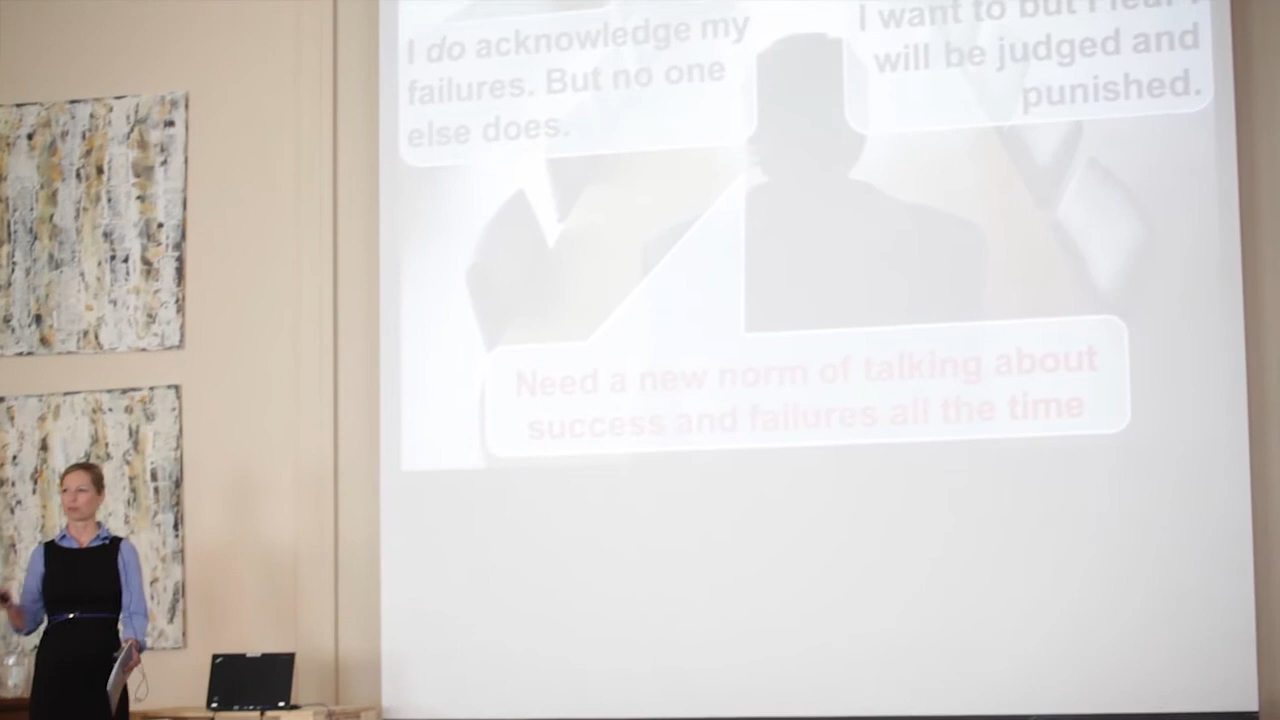 I do acknowledge my
failures. But no one
else does.
I want to but I fear I
will be judged and
punished.
Need a new norm of talking about
success and failures all the time